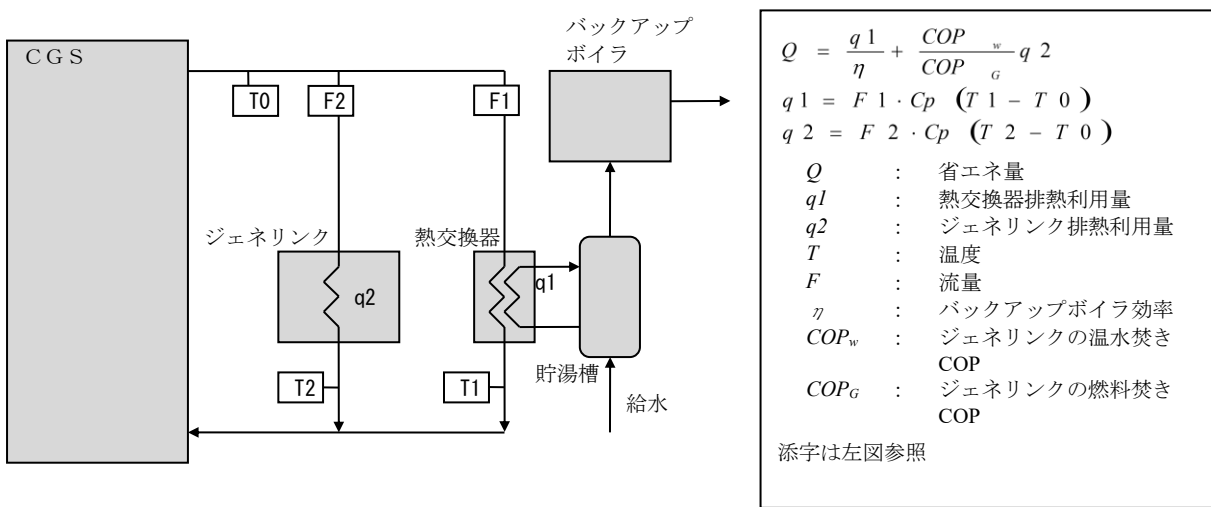 ＣＧＳ
T0
F2
F1
バックアップ
ボイラ
ジェネリンク
熱交換器
q2
q1
T2
T1
貯湯槽
給水
Q = q1/η + COPw/COPG q2
q1 = F1・Cp (T1－T0)
q2 = F2・Cp (T2－T0)
Q : 省エネ量
q1 : 熱交換器排熱利用量
q2 : ジェネリンク排熱利用量
T : 温度
F : 流量
η : バックアップボイラ効率
COPw : ジェネリンクの温水焚き
COP
COPG : ジェネリンクの燃料焚き
COP
添字は左図参照